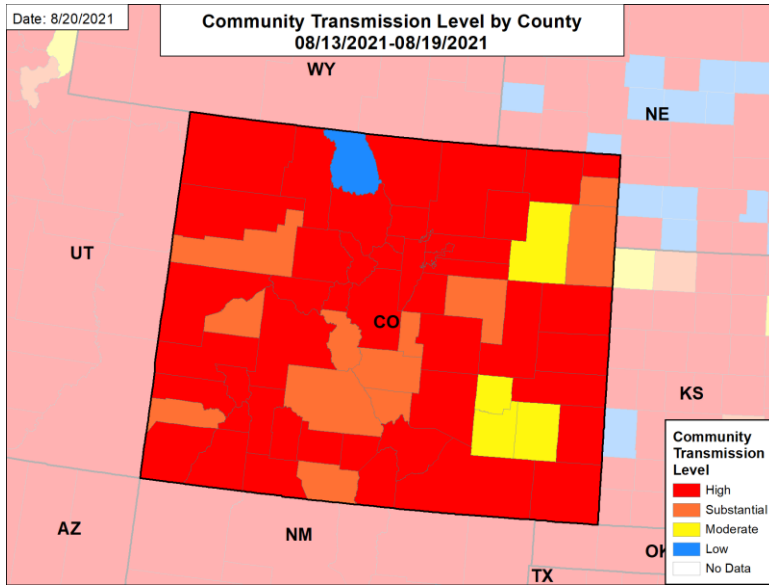 Date: 8/20/2021
Community Transmission Level by County
08/13/2021-08/19/2021
WY
NE
UT
CO
KS
AZ
NM
OK
TX
Community
Transmission
Level
High
Substantial
Moderate
Low
No Data